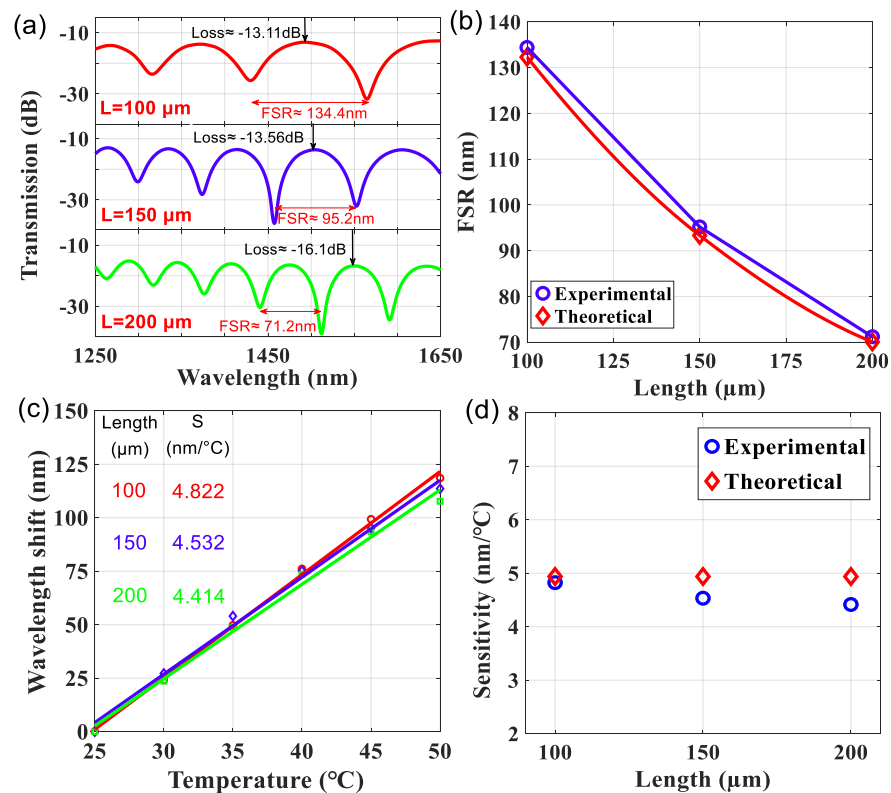 (a)
Transmission (dB)
-10
-30
Loss≈ -13.11dB
L=100 μm
FSR≈ 134.4nm
-10
-30
Loss≈ -13.56dB
L=150 μm
FSR≈ 95.2nm
-10
-30
Loss≈ -16.1dB
L=200 μm
FSR≈ 71.2nm
1250 1450 1650
Wavelength (nm)
(b)
FSR (nm)
140
130
120
110
100
90
80
70
Experimental
Theoretical
100 125 150 175 200
Length (μm)
(c)
Wavelength shift (nm)
150
125
100
75
50
25
0
Length S
(μm) (nm/°C)
100 4.822
150 4.532
200 4.414
25 30 35 40 45 50
Temperature (°C)
(d)
Sensitivity (nm/°C)
8
7
6
5
4
3
2
Experimental
Theoretical
100 150 200
Length (μm)